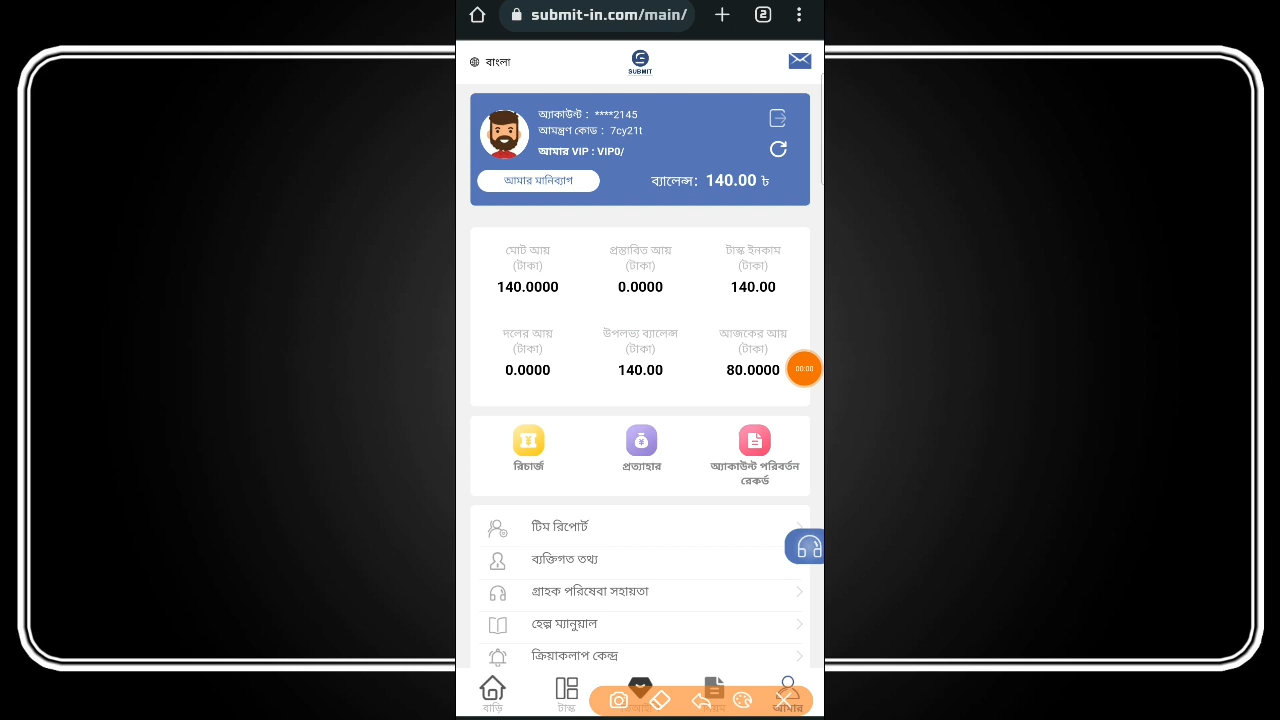 submit-in.com/main/
2
বাংলা
SUBMIT
অ্যাকাউন্ট : ****2145
আমন্ত্রণ কোড : 7cy21t
আমার VIP : VIP0/
আমার মানিব্যাগ
ব্যালেন্স: 140.00 ৳
মোট আয় প্রস্তাবিত আয় টাস্ক ইনকাম
(টাকা) (টাকা) (টাকা)
140.0000 0.0000 140.00
দলের আয় উপলভ্য ব্যালেন্স আজকের আয়
(টাকা) (টাকা) (টাকা)
0.0000 140.00 80.0000
00:00
রিচার্জ প্রত্যাহার অ্যাকাউন্ট পরিবর্তন
রেকর্ড
টিম রিপোর্ট
ব্যক্তিগত তথ্য
গ্রাহক পরিষেবা সহায়তা
হেল্প ম্যানুয়াল
ক্রিয়াকলাপ কেন্দ্র
বাড়ি টাস্ক আমার